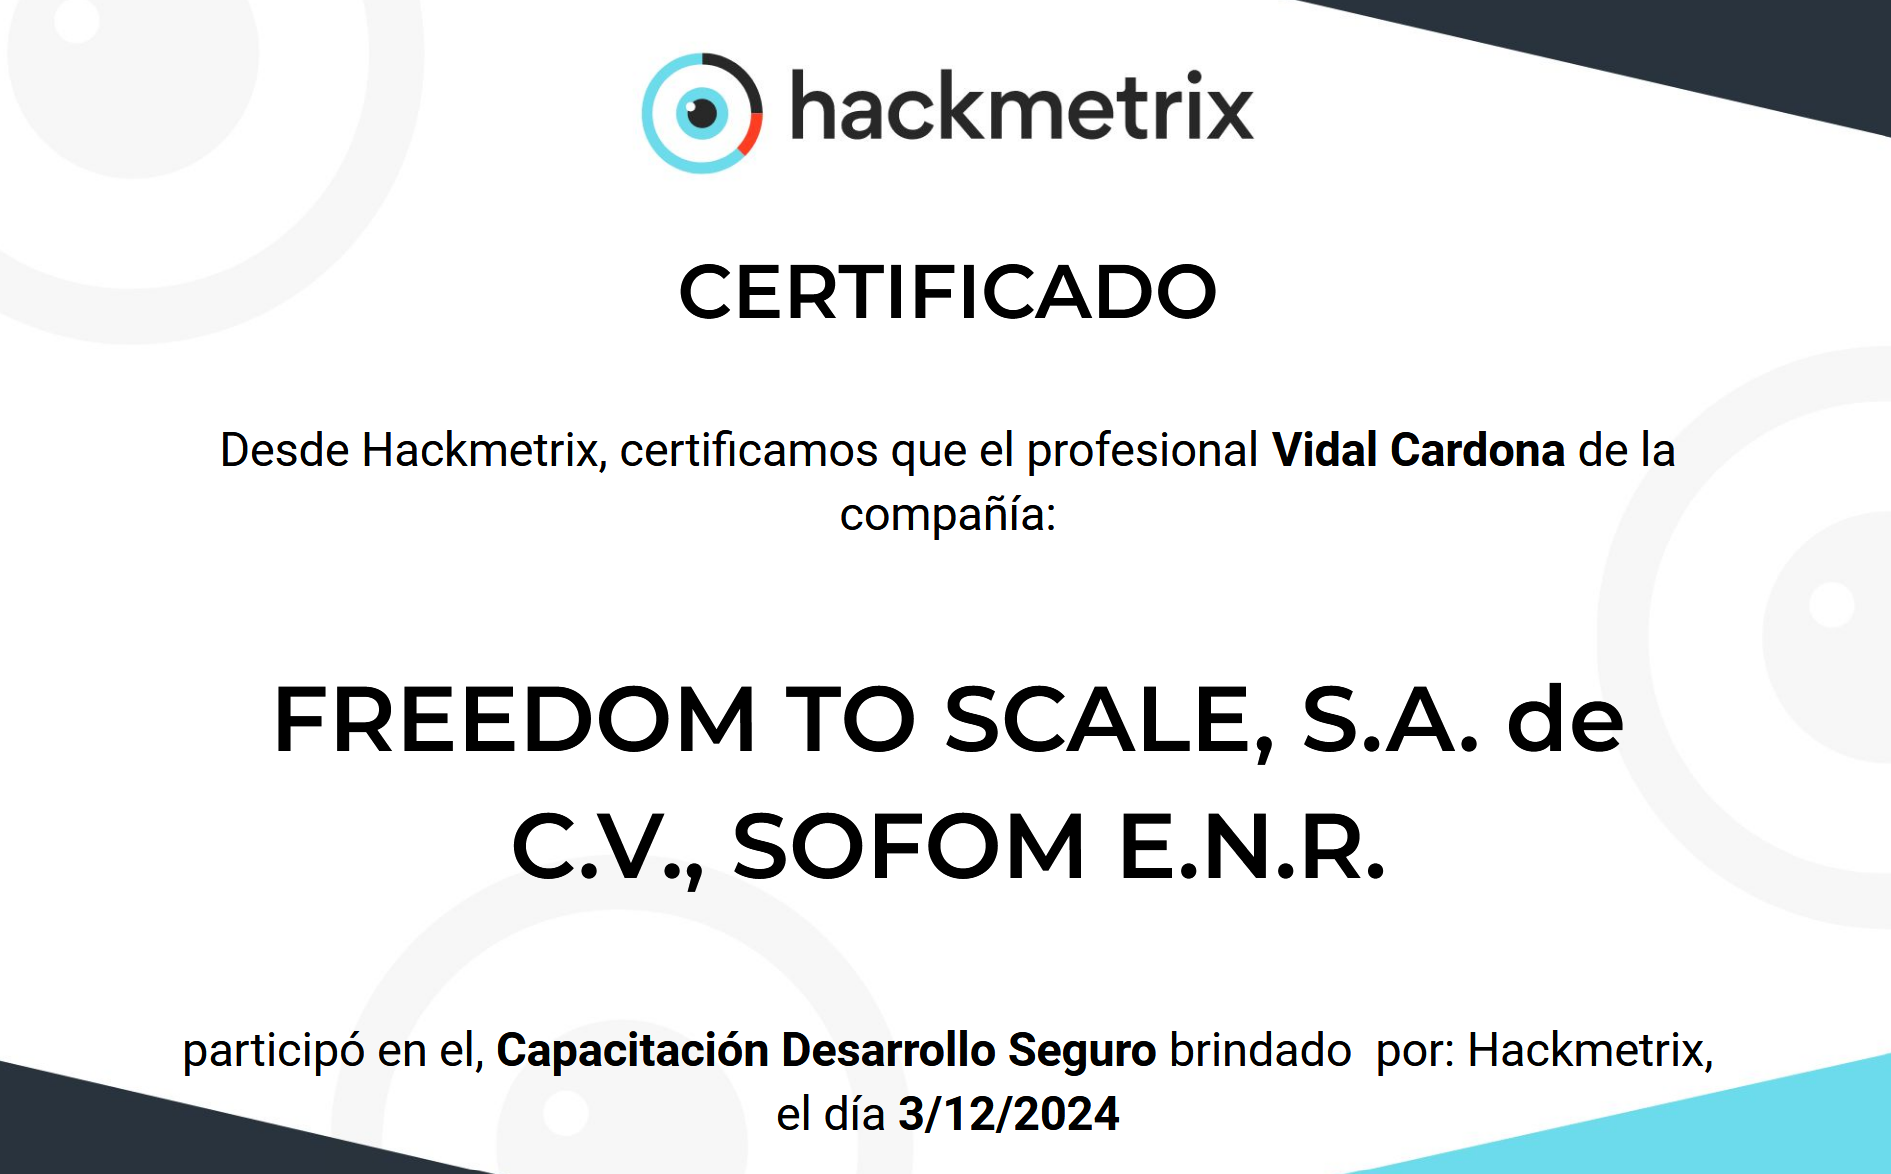 hackmetrix
CERTIFICADO
Desde Hackmetrix, certificamos que el profesional Vidal Cardona de la
compañía:
FREEDOM TO SCALE, S.A. de
C.V., SOFOM E.N.R.
participó en el, Capacitación Desarrollo Seguro brindado  por: Hackmetrix,
el día 3/12/2024